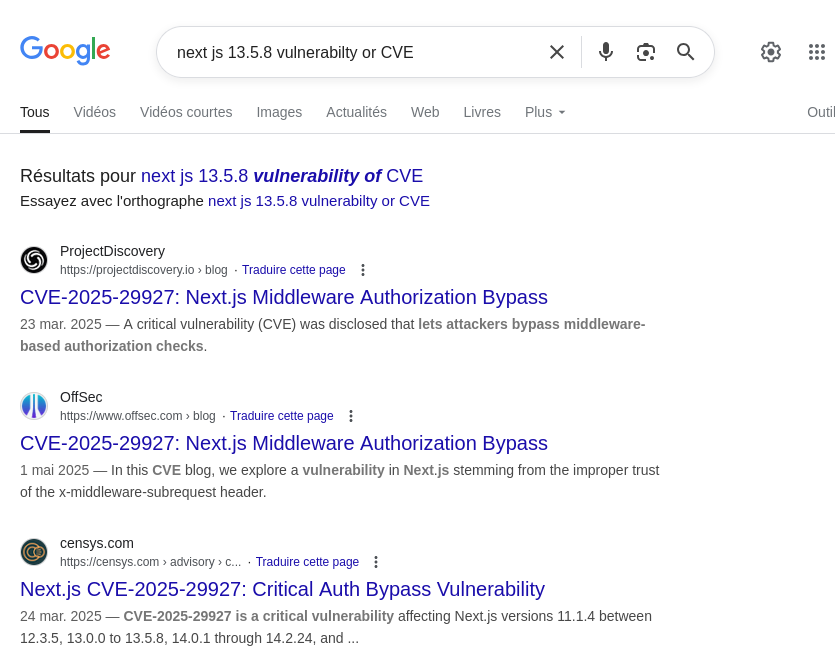 Google
next js 13.5.8 vulnerabilty or CVE
Tous Vidéos Vidéos courtes Images Actualités Web Livres Plus Outil
Résultats pour next js 13.5.8 vulnerability of CVE
Essayez avec l'orthographe next js 13.5.8 vulnerabilty or CVE
ProjectDiscovery
https://projectdiscovery.io › blog · Traduire cette page
CVE-2025-29927: Next.js Middleware Authorization Bypass
23 mar. 2025 — A critical vulnerability (CVE) was disclosed that lets attackers bypass middleware-
based authorization checks.
OffSec
https://www.offsec.com › blog · Traduire cette page
CVE-2025-29927: Next.js Middleware Authorization Bypass
1 mai 2025 — In this CVE blog, we explore a vulnerability in Next.js stemming from the improper trust
of the x-middleware-subrequest header.
censys.com
https://censys.com › advisory › c... · Traduire cette page
Next.js CVE-2025-29927: Critical Auth Bypass Vulnerability
24 mar. 2025 — CVE-2025-29927 is a critical vulnerability affecting Next.js versions 11.1.4 between
12.3.5, 13.0.0 to 13.5.8, 14.0.1 through 14.2.24, and ...